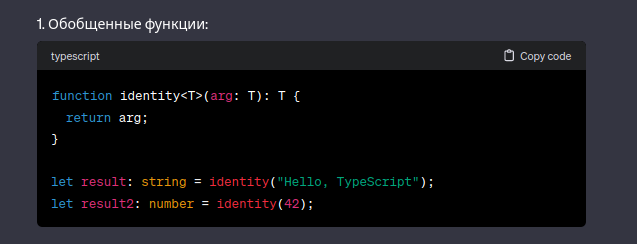 1. Обобщенные функции:
typescript
Copy code
function identity<T>(arg: T): T {
  return arg;
}
let result: string = identity("Hello, TypeScript");
let result2: number = identity(42);